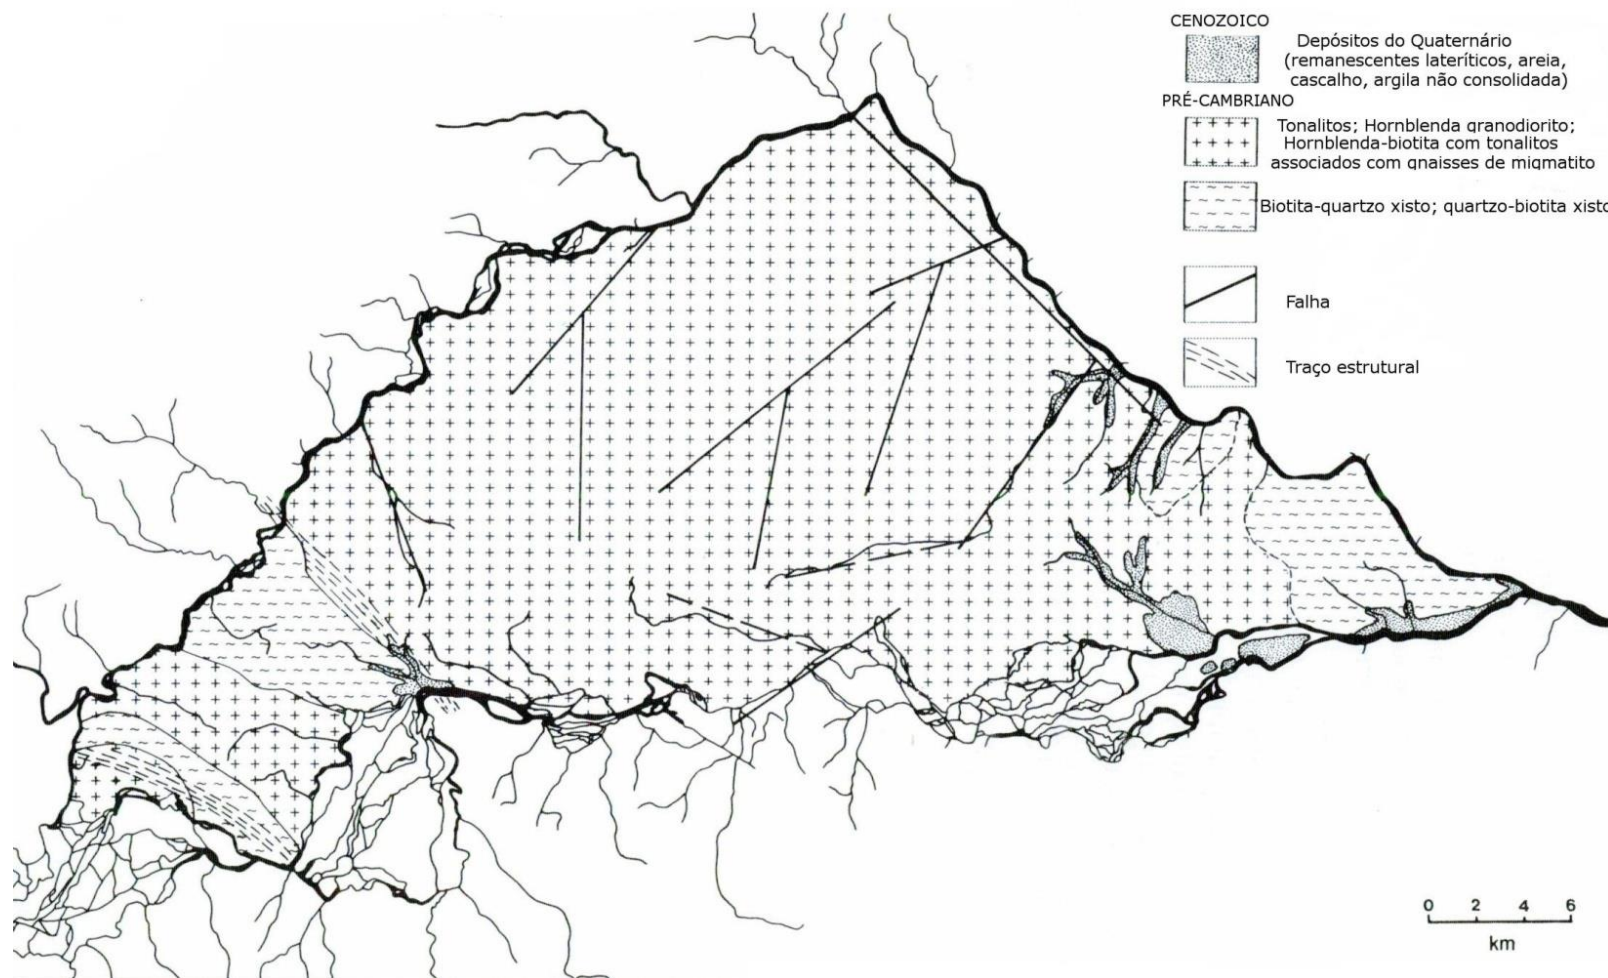 CENOZOICO
Depósitos do Quaternário
(remanescentes lateríticos, areia,
cascalho, argila não consolidada)
PRÉ-CAMBRIANO
Tonalitos; Hornblenda granodiorito;
Hornblenda-biotita com tonalitos
associados com gnaisses de migmatito
Biotita-quartzo xisto; quartzo-biotita xisto
Falha
Traço estrutural
0 2 4 6
km